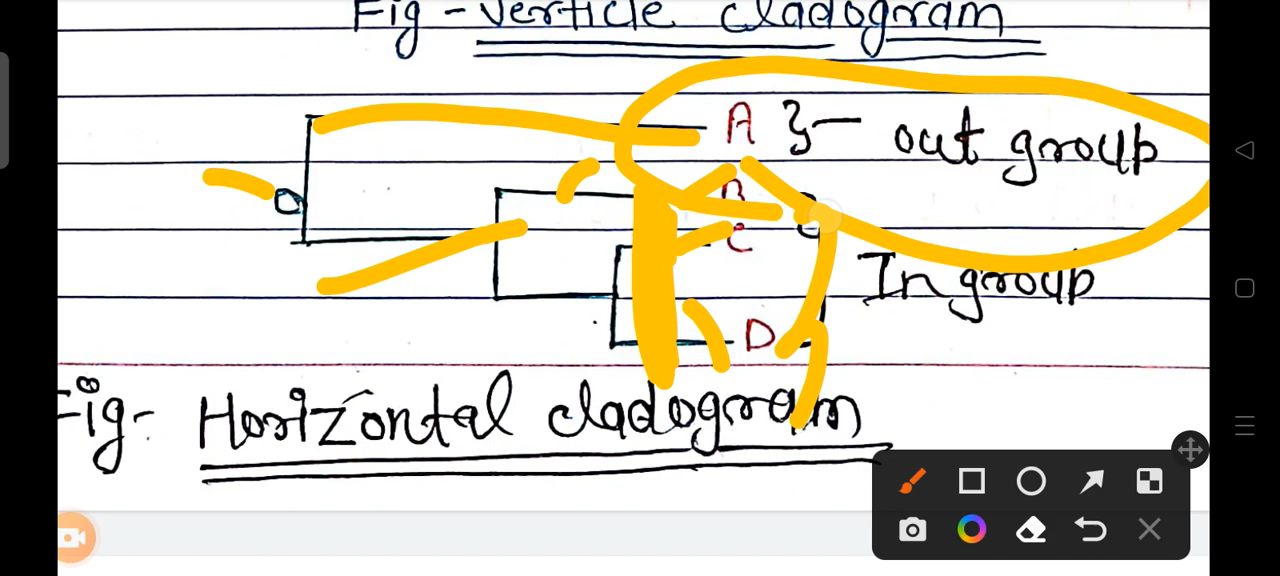 Fig - Verticle Cladogram
A }- out group
B
C
In group
D
Fig- Horizontal cladogram